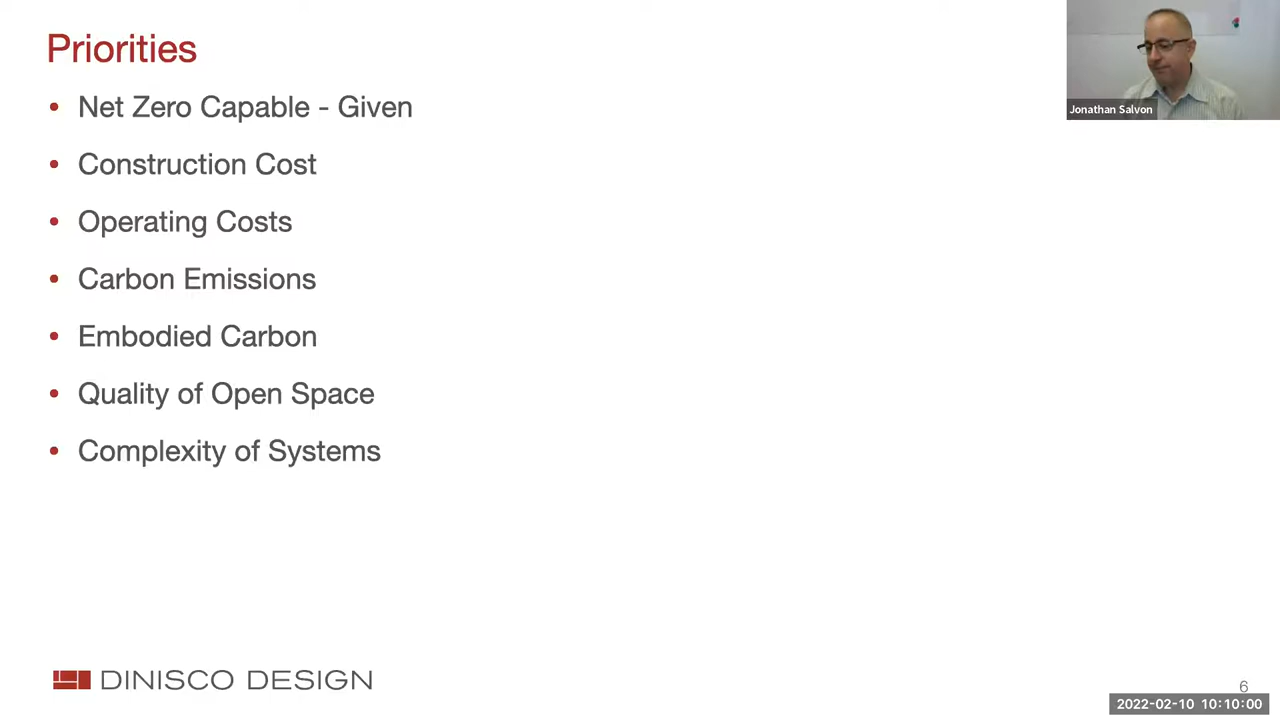 Priorities
• Net Zero Capable - Given
• Construction Cost
• Operating Costs
• Carbon Emissions
• Embodied Carbon
• Quality of Open Space
• Complexity of Systems
Jonathan Salvon
DINISCO DESIGN
6
2022-02-10 10:10:00